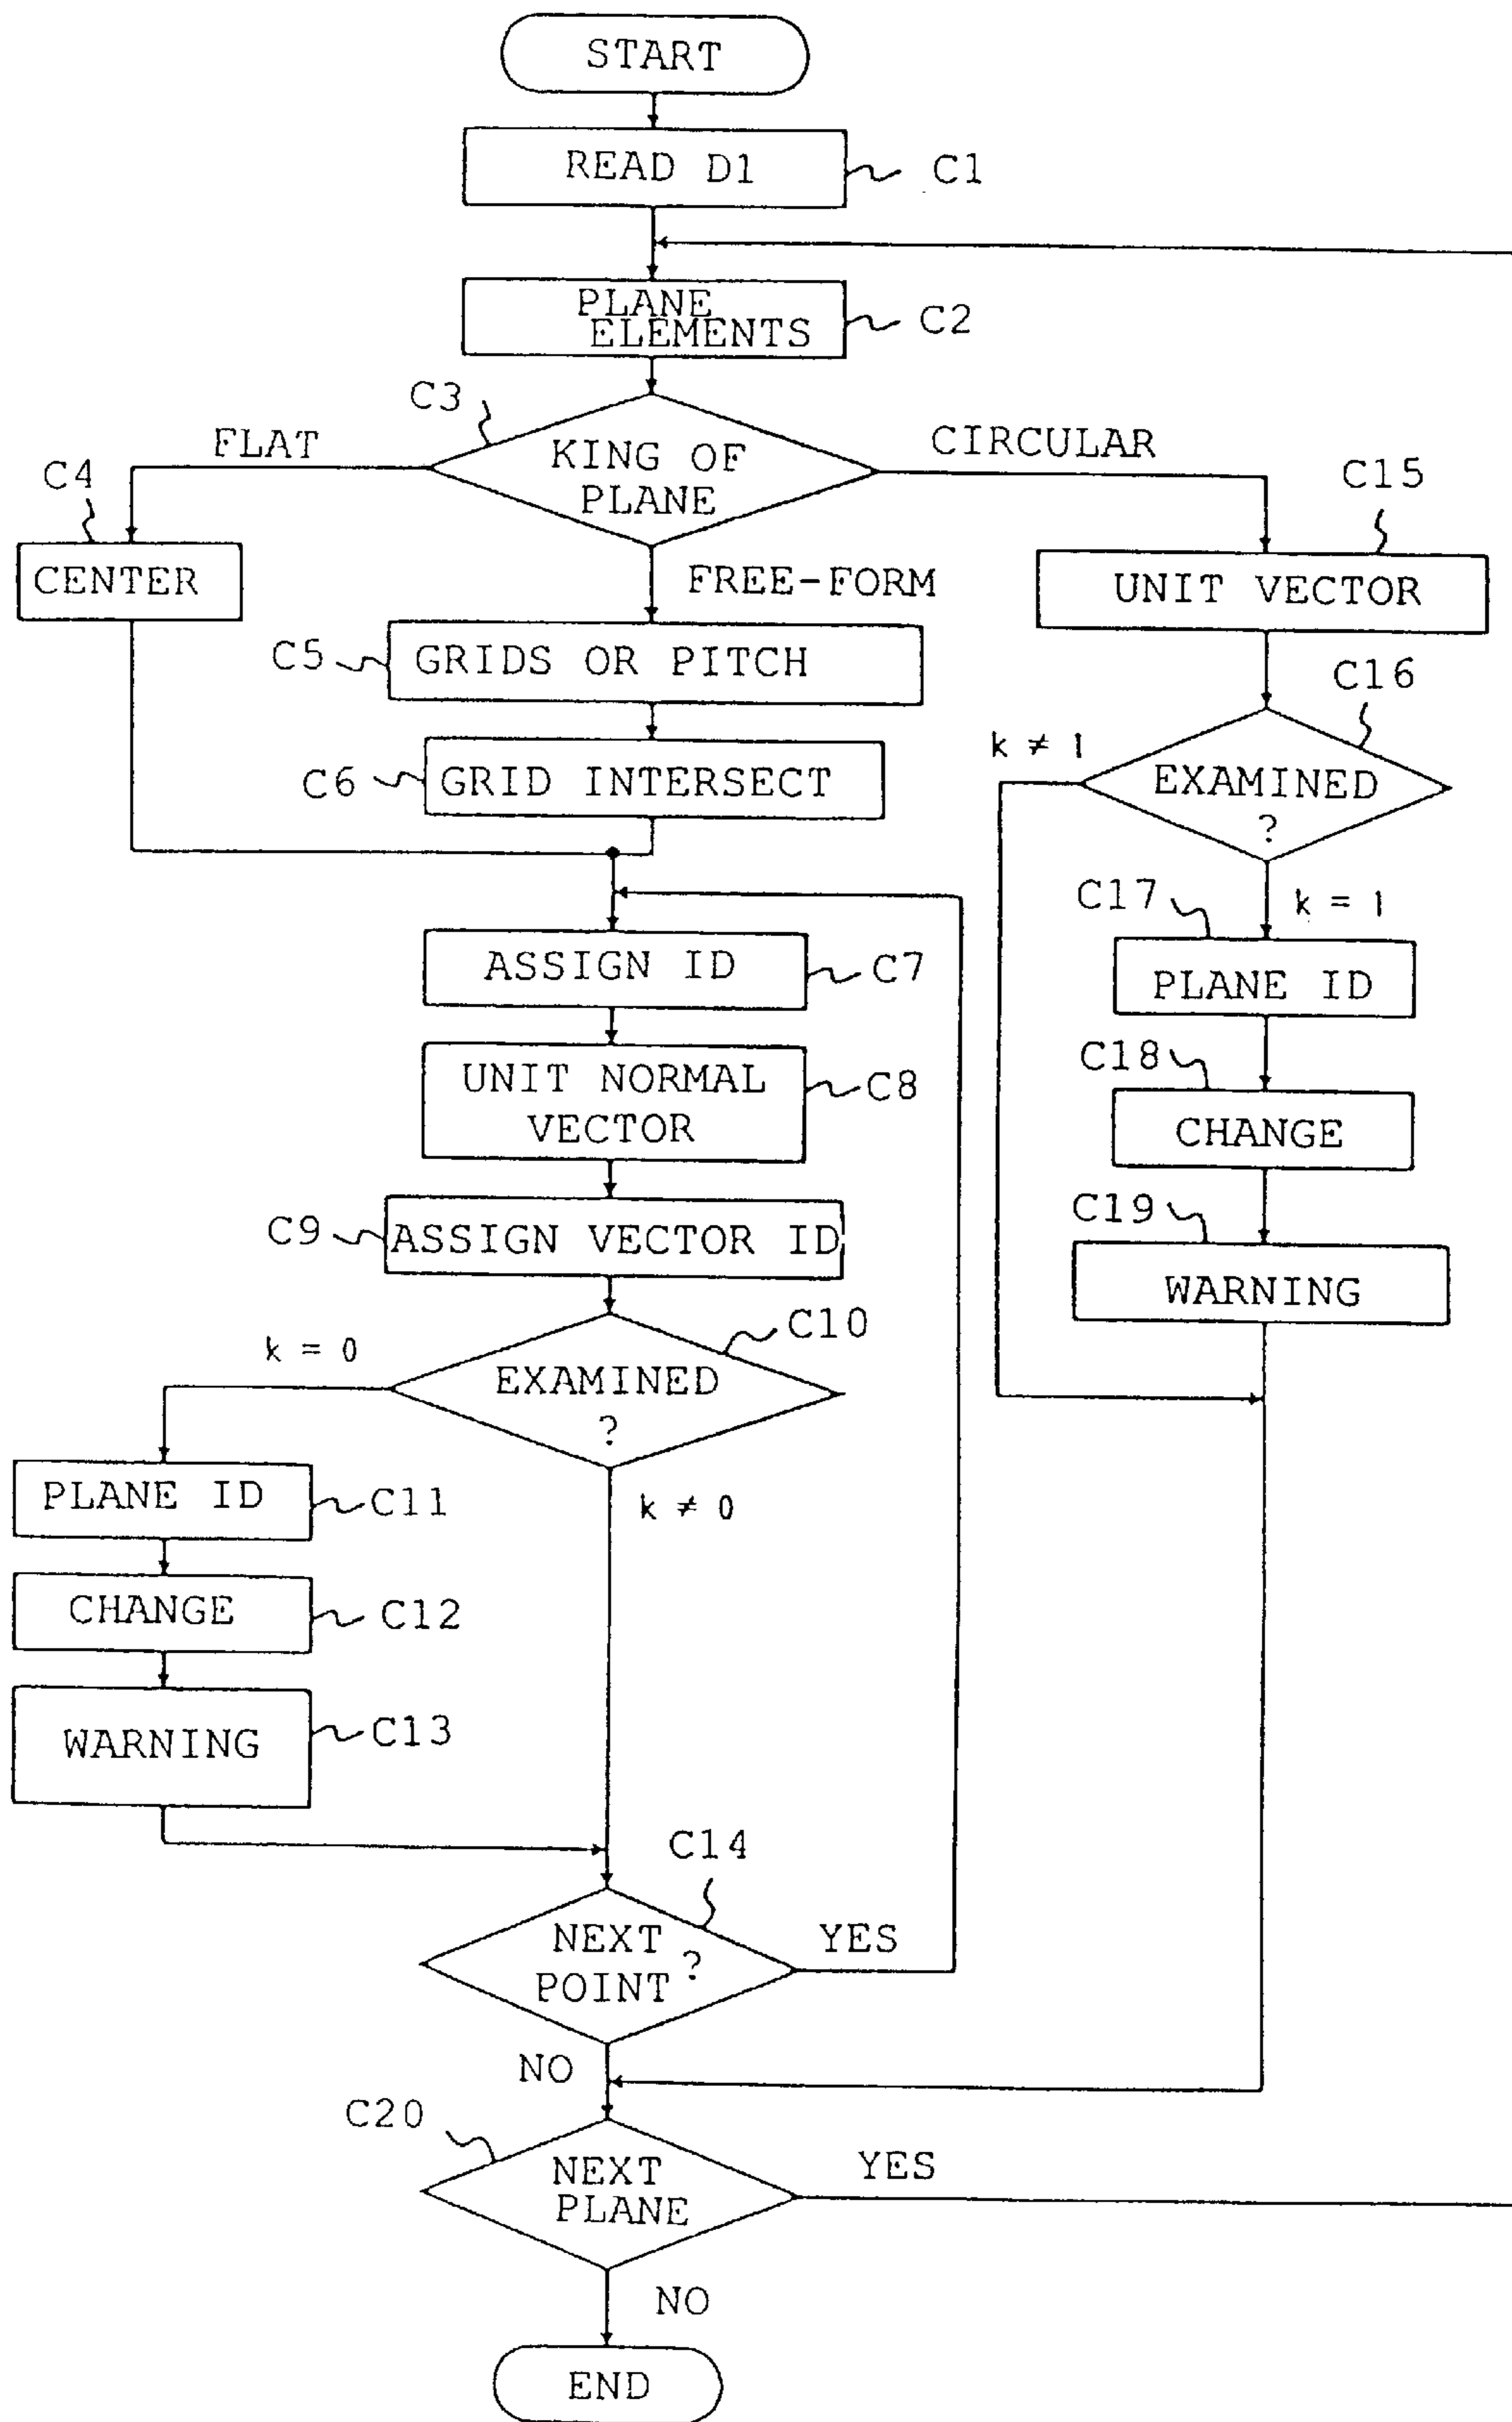 START
READ D1
C1
PLANE
ELEMENTS
C2
C3
KING OF
PLANE
FLAT
CIRCULAR
FREE-FORM
C4
CENTER
C5
GRIDS OR PITCH
C6
GRID INTERSECT
C15
UNIT VECTOR
C16
k ≠ 1
EXAMINED
?
k = 1
C17
PLANE ID
C18
CHANGE
C19
WARNING
ASSIGN ID
C7
UNIT NORMAL
VECTOR
C8
C9
ASSIGN VECTOR ID
C10
k = 0
EXAMINED
?
k ≠ 0
PLANE ID
C11
CHANGE
C12
WARNING
C13
C14
NEXT
POINT ?
YES
NO
C20
NEXT
PLANE
YES
NO
END